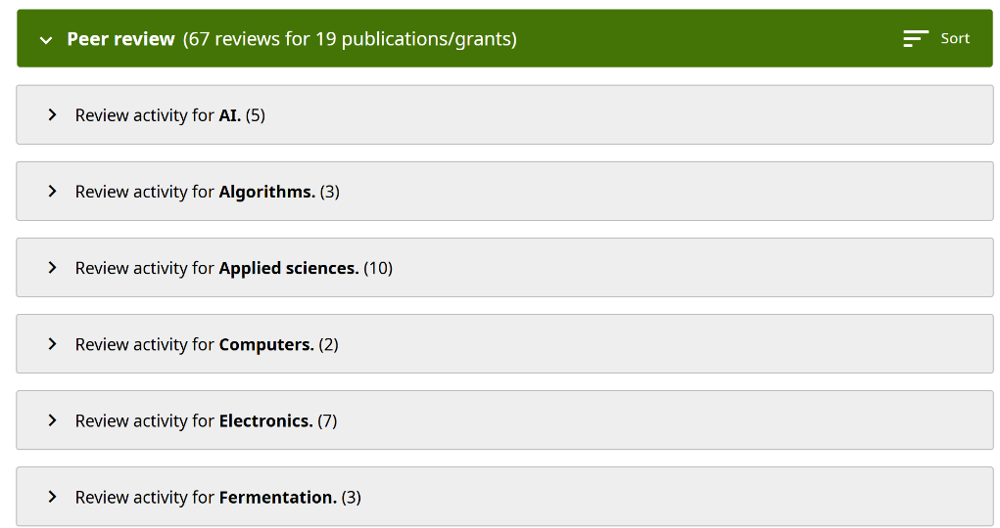 Peer review (67 reviews for 19 publications/grants)
Sort
Review activity for AI. (5)
Review activity for Algorithms. (3)
Review activity for Applied sciences. (10)
Review activity for Computers. (2)
Review activity for Electronics. (7)
Review activity for Fermentation. (3)